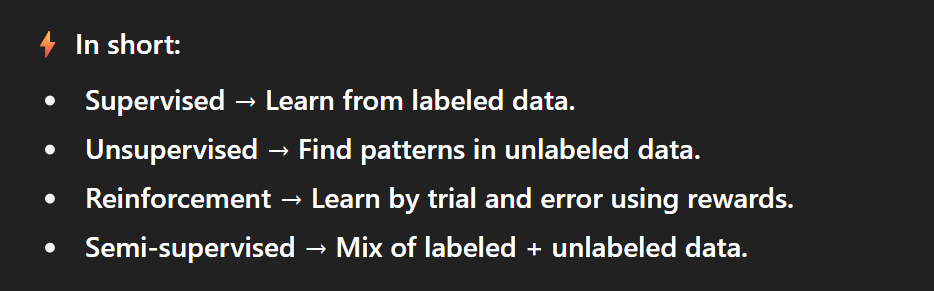 ⚡ In short:
• Supervised → Learn from labeled data.
• Unsupervised → Find patterns in unlabeled data.
• Reinforcement → Learn by trial and error using rewards.
• Semi-supervised → Mix of labeled + unlabeled data.